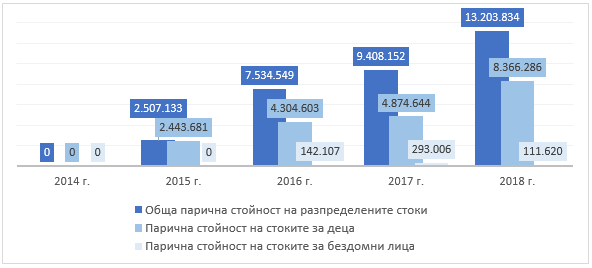 13.203.834
9.408.152
8.366.286
7.534.549
4.304.603
4.874.644
2.507.133
2.443.681
0 0 0 0 142.107 293.006 111.620
2014 г. 2015 г. 2016 г. 2017 г. 2018 г.
Обща парична стойност на разпределените стоки
Парична стойност на стоките за деца
Парична стойност на стоките за бездомни лица